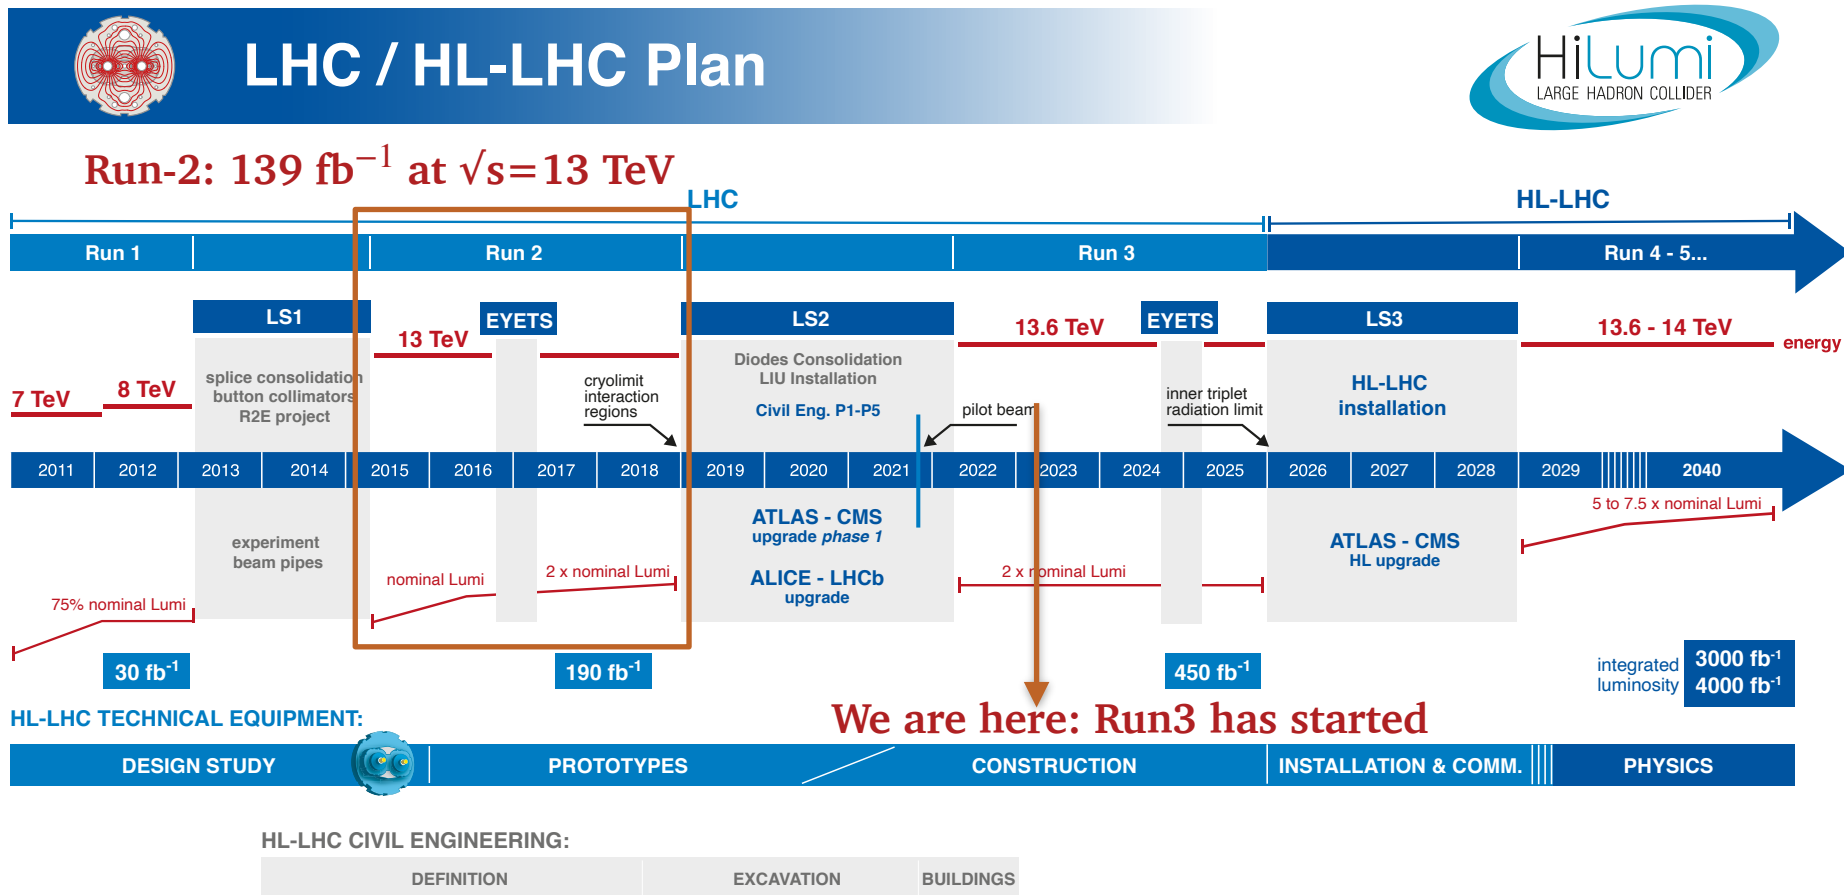 LHC / HL-LHC Plan
HiLumi
LARGE HADRON COLLIDER
Run-2: 139 fb⁻¹ at √s=13 TeV
LHC
HL-LHC
Run 1
Run 2
Run 3
Run 4 - 5...
LS1
EYETS
LS2
EYETS
LS3
13 TeV
13.6 TeV
13.6 - 14 TeV
energy
7 TeV
8 TeV
splice consolidation
button collimators
R2E project
cryolimit
interaction
regions
Diodes Consolidation
LIU Installation
Civil Eng. P1-P5
pilot beam
inner triplet
radiation limit
HL-LHC
installation
2011
2012
2013
2014
2015
2016
2017
2018
2019
2020
2021
2022
2023
2024
2025
2026
2027
2028
2029
2040
experiment
beam pipes
75% nominal Lumi
nominal Lumi
2 x nominal Lumi
ATLAS - CMS
upgrade phase 1
ALICE - LHCb
upgrade
2 x nominal Lumi
ATLAS - CMS
HL upgrade
5 to 7.5 x nominal Lumi
30 fb⁻¹
190 fb⁻¹
450 fb⁻¹
integrated
luminosity
3000 fb⁻¹
4000 fb⁻¹
We are here: Run3 has started
HL-LHC TECHNICAL EQUIPMENT:
DESIGN STUDY
PROTOTYPES
CONSTRUCTION
INSTALLATION & COMM.
PHYSICS
HL-LHC CIVIL ENGINEERING:
DEFINITION
EXCAVATION
BUILDINGS